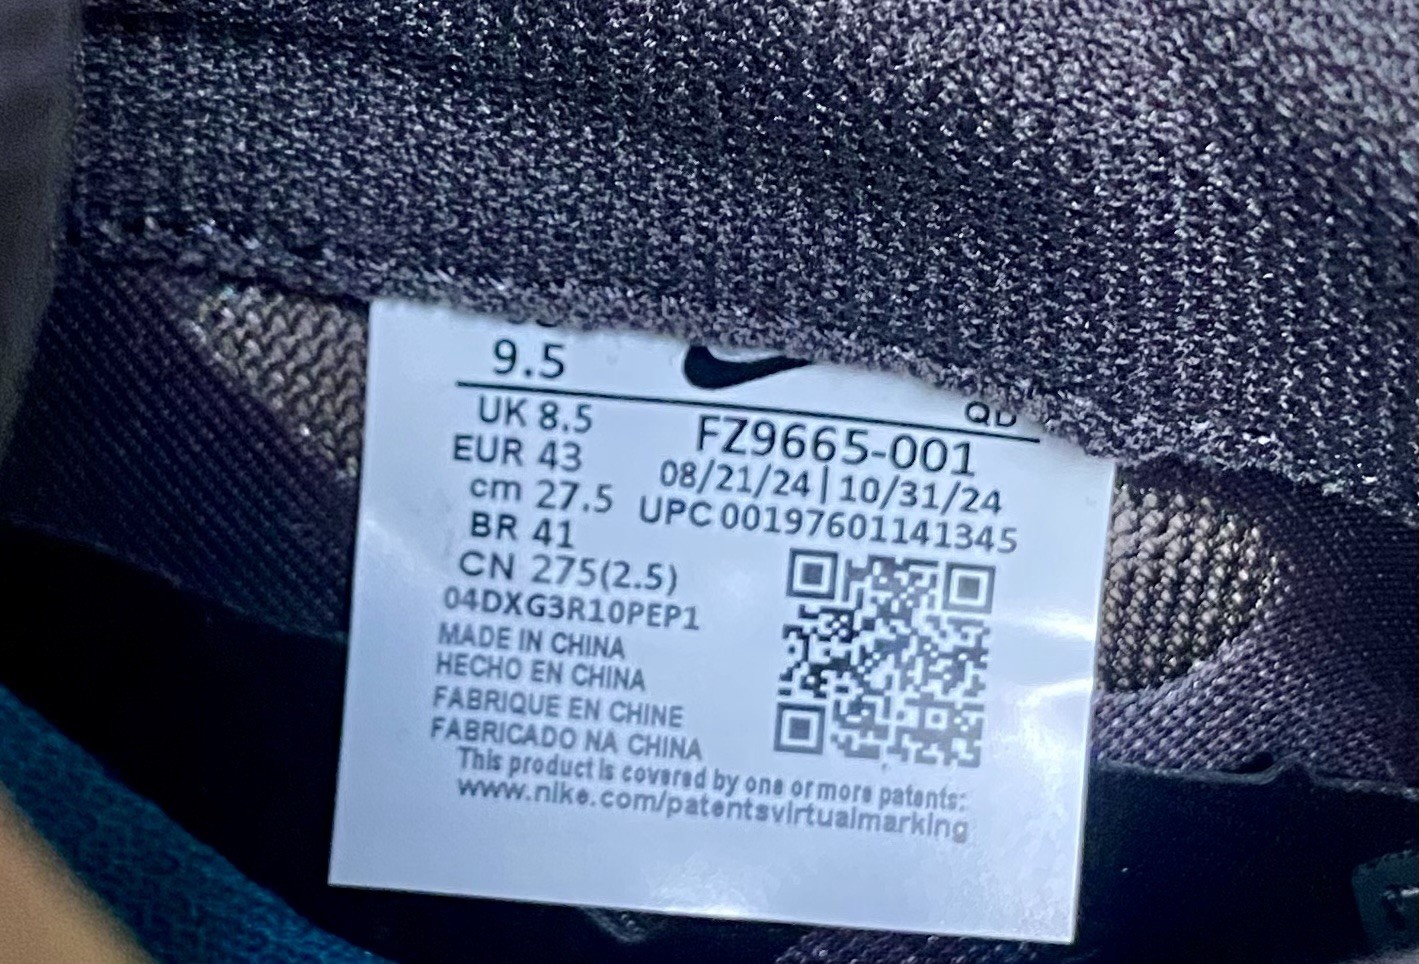 9.5
QD
UK 8.5
FZ9665-001
EUR 43
08/21/24 | 10/31/24
cm 27.5
UPC 00197601141345
BR 41
CN 275(2.5)
04DXG3R10PEP1
MADE IN CHINA
HECHO EN CHINA
FABRIQUE EN CHINE
FABRICADO NA CHINA
This product is covered by one or more patents:
www.nike.com/patentsvirtualmarking